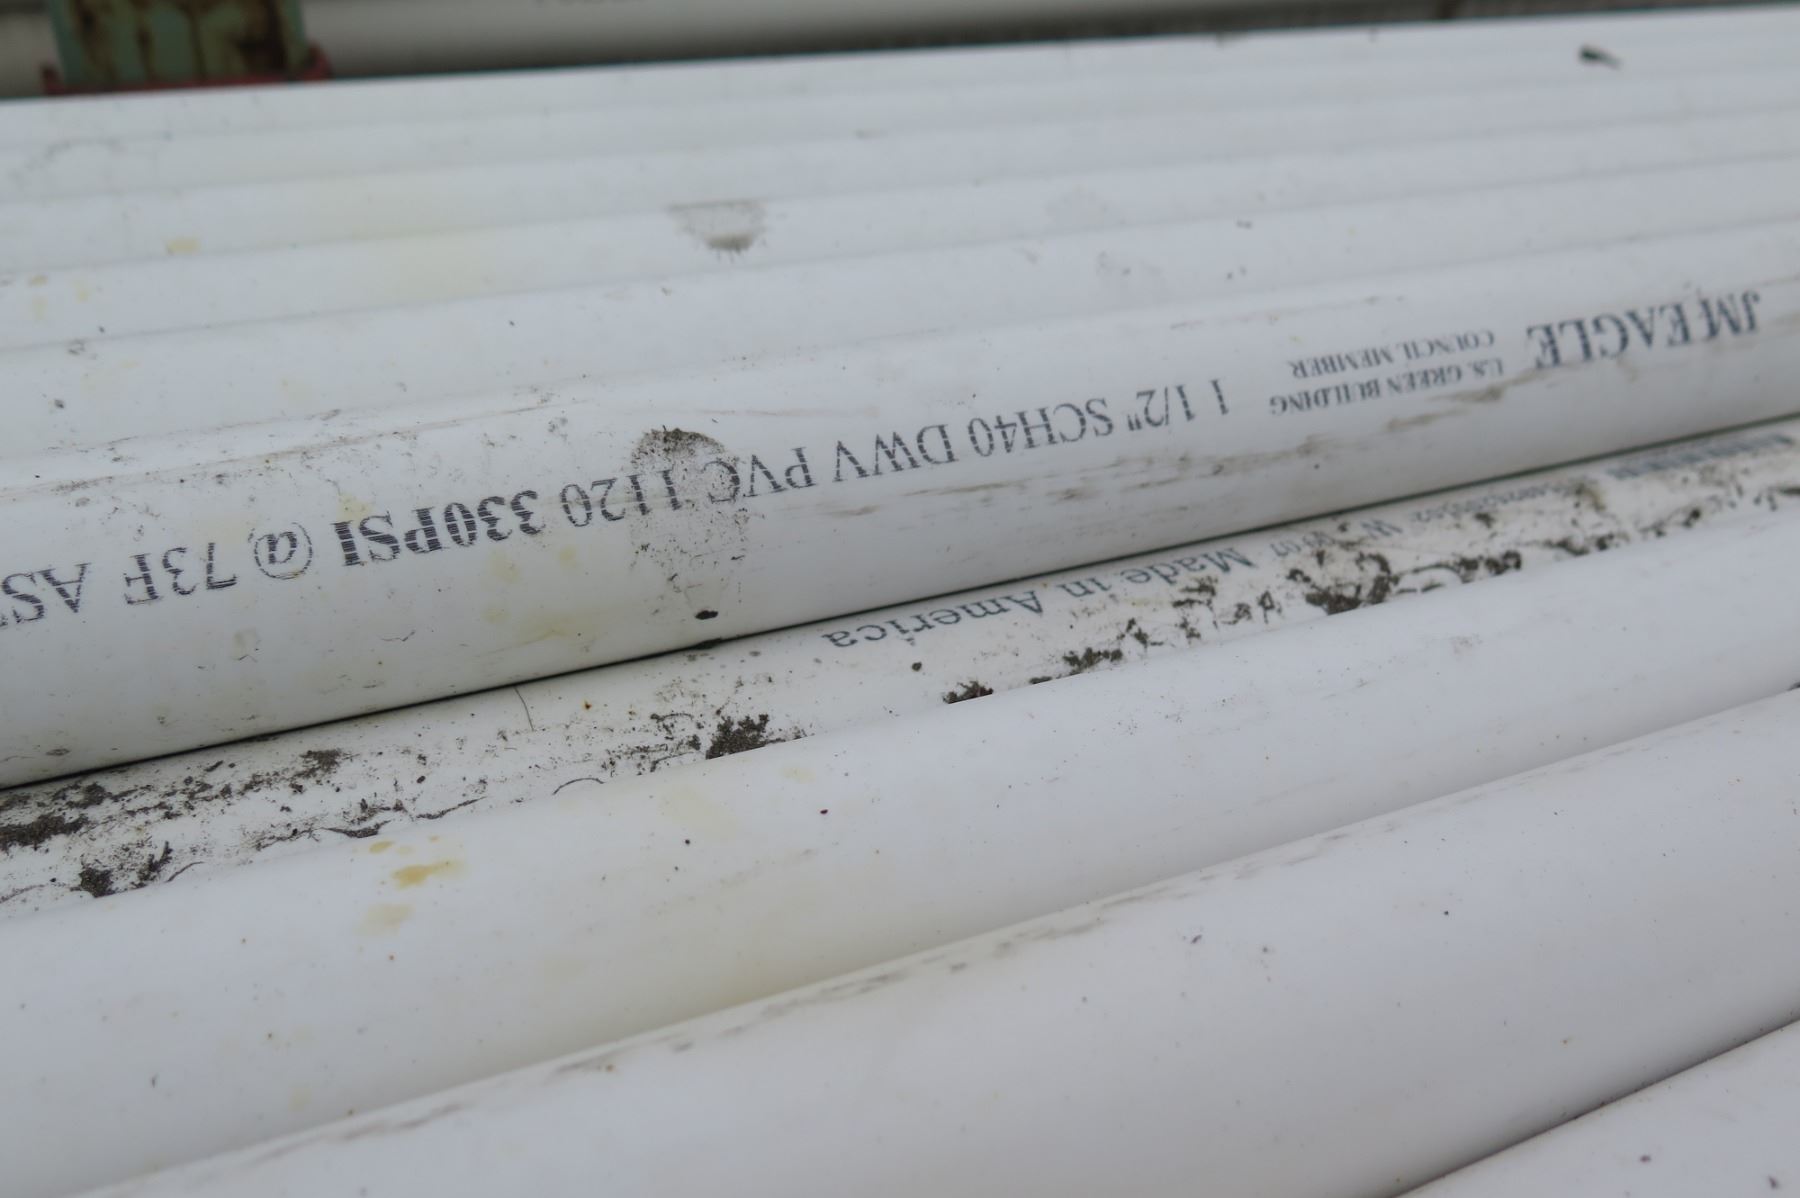 JM EAGLE
U.S. GREEN BUILDING
COUNCIL MEMBER
1 1/2" SCH40 DWV PVC 1120 330PSI @ 73F
Made in America